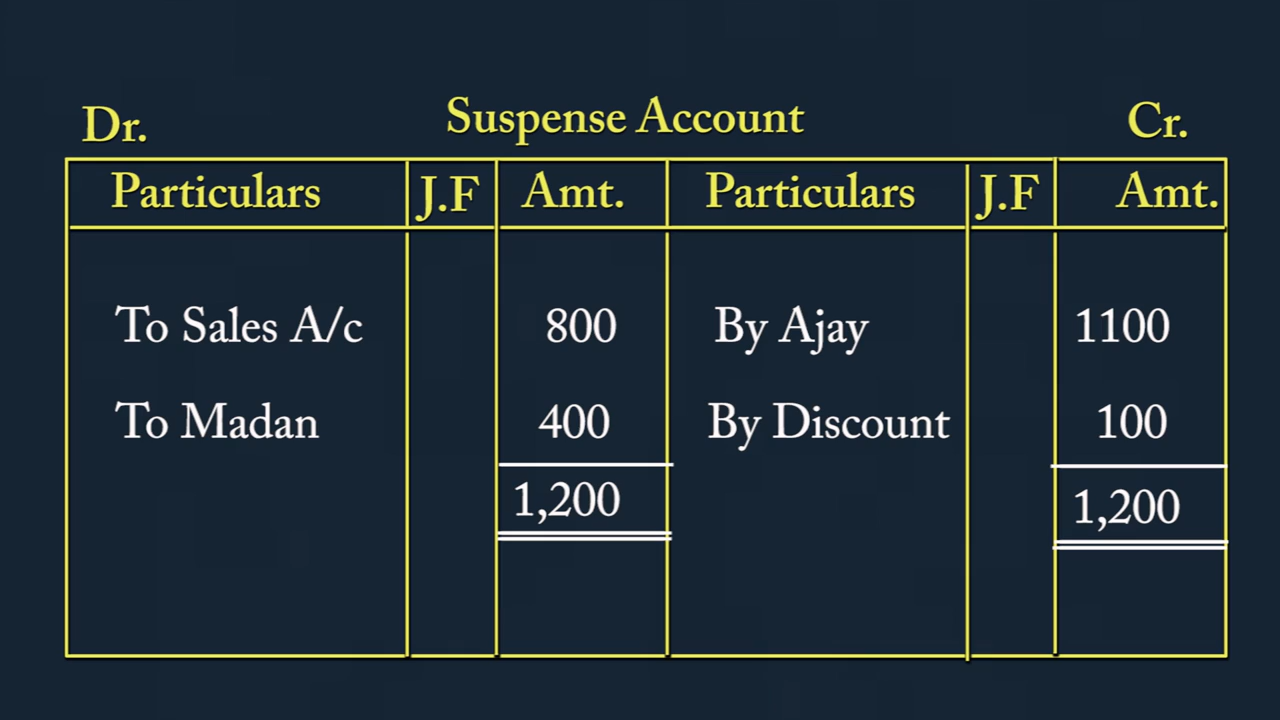 Dr. Suspense Account Cr.
Particulars J.F Amt. Particulars J.F Amt.
To Sales A/c 800 By Ajay 1100
To Madan 400 By Discount 100
1,200 1,200